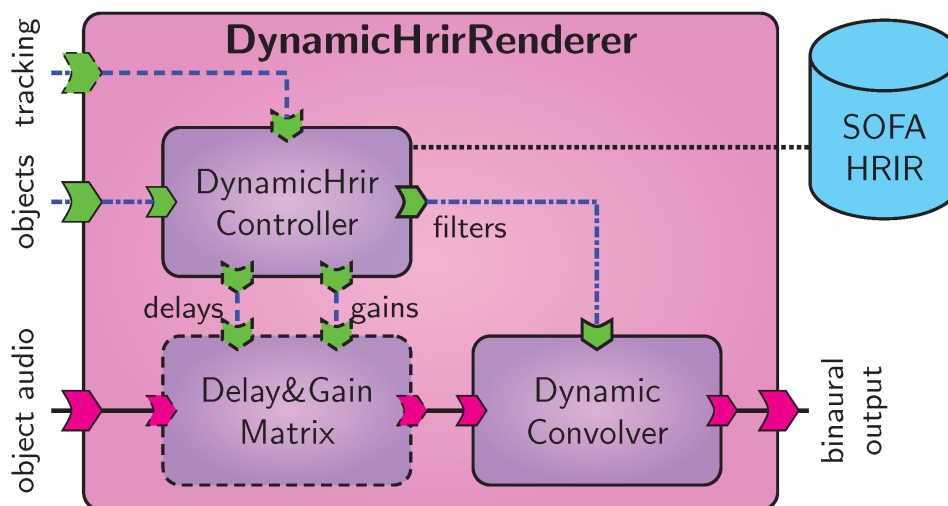 DynamicHrirRenderer
tracking
objects
object audio
DynamicHrir
Controller
SOFA
HRIR
filters
delays
gains
Delay&Gain
Matrix
Dynamic
Convolver
binaural
output